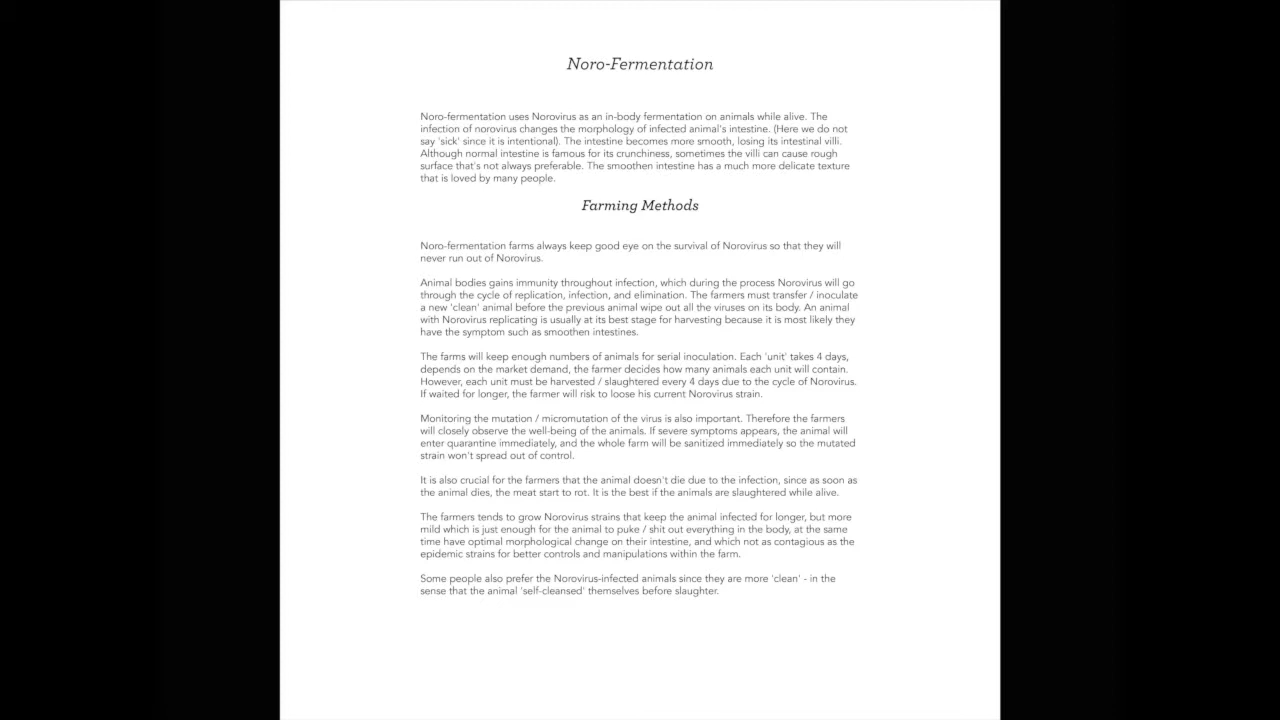 Noro-Fermentation
Noro-fermentation uses Norovirus as an in-body fermentation on animals while alive. The
infection of norovirus changes the morphology of infected animal's intestine. (Here we do not
say 'sick' since it is intentional). The intestine becomes more smooth, losing its intestinal villi.
Although normal intestine is famous for its crunchiness, sometimes the villi can cause rough
surface that's not always preferable. The smoothen intestine has a much more delicate texture
that is loved by many people.
Farming Methods
Noro-fermentation farms always keep good eye on the survival of Norovirus so that they will
never run out of Norovirus.
Animal bodies gains immunity throughout infection, which during the process Norovirus will go
through the cycle of replication, infection, and elimination. The farmers must transfer / inoculate
a new 'clean' animal before the previous animal wipe out all the viruses on its body. An animal
with Norovirus replicating is usually at its best stage for harvesting because it is most likely they
have the symptom such as smoothen intestines.
The farms will keep enough numbers of animals for serial inoculation. Each 'unit' takes 4 days,
depends on the market demand, the farmer decides how many animals each unit will contain.
However, each unit must be harvested / slaughtered every 4 days due to the cycle of Norovirus.
If waited for longer, the farmer will risk to loose his current Norovirus strain.
Monitoring the mutation / micromutation of the virus is also important. Therefore the farmers
will closely observe the well-being of the animals. If severe symptoms appears, the animal will
enter quarantine immediately, and the whole farm will be sanitized immediately so the mutated
strain won't spread out of control.
It is also crucial for the farmers that the animal doesn't die due to the infection, since as soon as
the animal dies, the meat start to rot. It is the best if the animals are slaughtered while alive.
The farmers tends to grow Norovirus strains that keep the animal infected for longer, but more
mild which is just enough for the animal to puke / shit out everything in the body, at the same
time have optimal morphological change on their intestine, and which not as contagious as the
epidemic strains for better controls and manipulations within the farm.
Some people also prefer the Norovirus-infected animals since they are more 'clean' - in the
sense that the animal 'self-cleansed' themselves before slaughter.